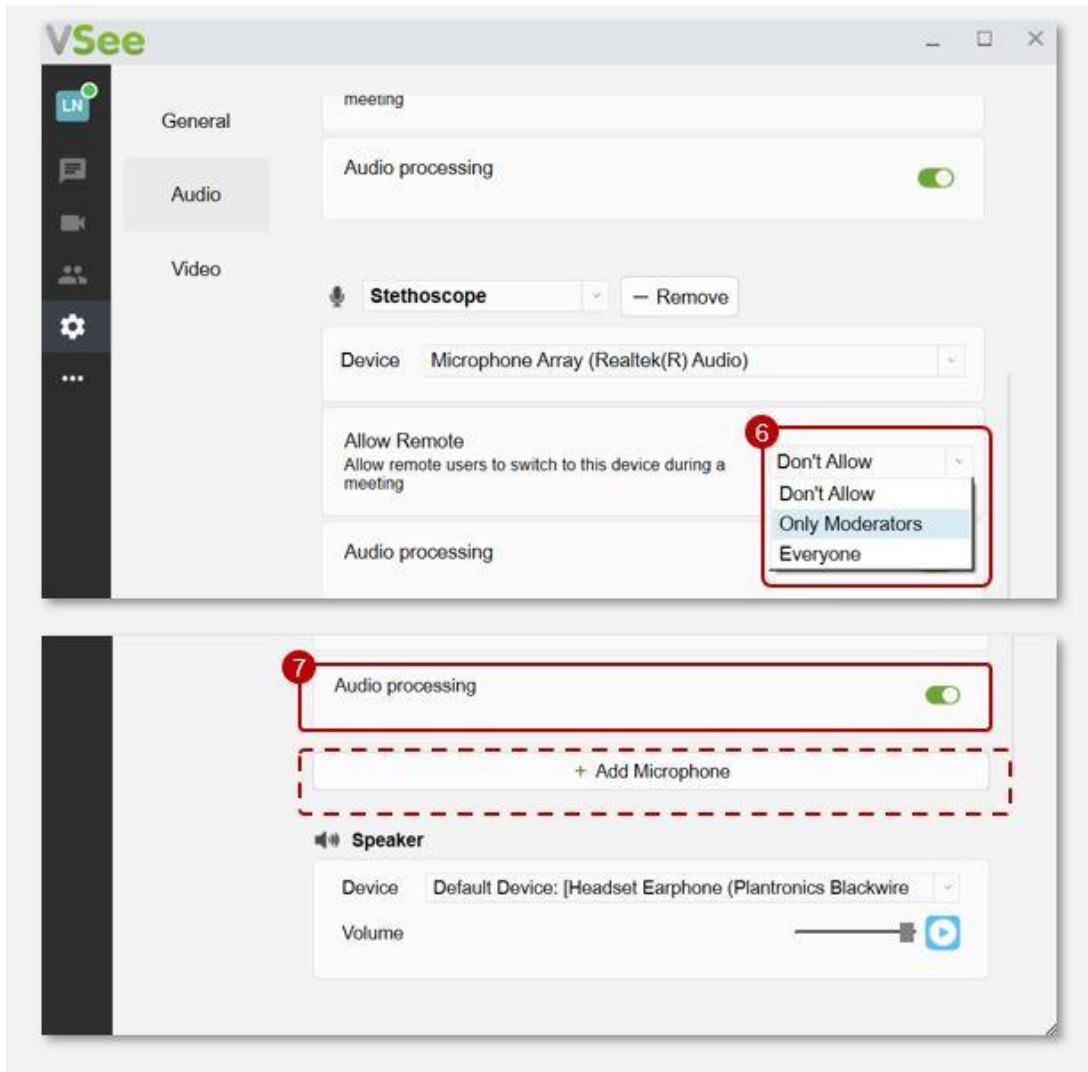 VSee
LN
General
Audio
Video
meeting
Audio processing
Stethoscope
— Remove
Device Microphone Array (Realtek(R) Audio)
6
Allow Remote
Allow remote users to switch to this device during a
meeting
Don't Allow
Don't Allow
Only Moderators
Everyone
Audio processing
7
Audio processing
+ Add Microphone
Speaker
Device Default Device: [Headset Earphone (Plantronics Blackwire
Volume